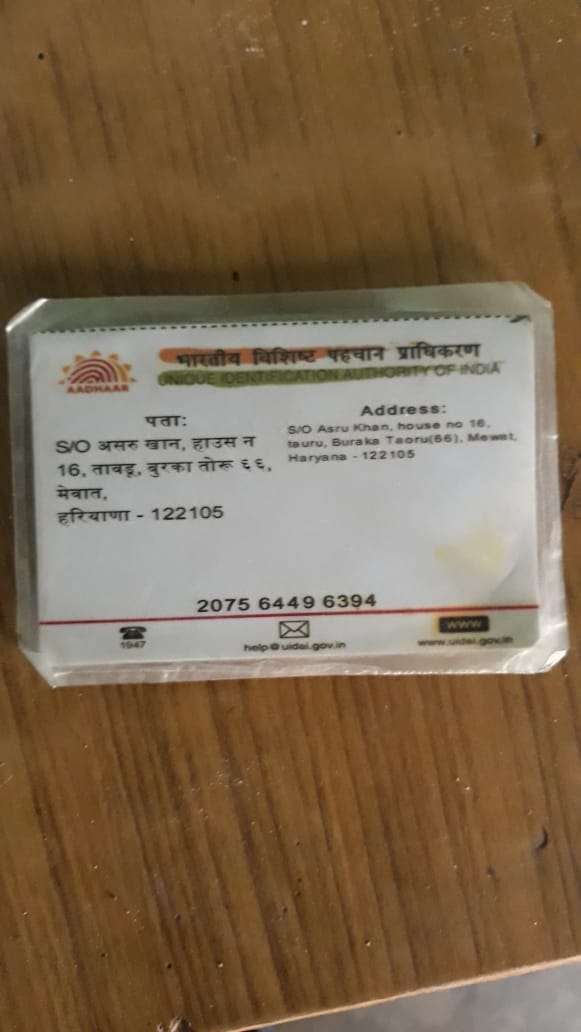 भारतीय विशिष्ट पहचान प्राधिकरण
UNIQUE IDENTIFICATION AUTHORITY OF INDIA
AADHAAR
पता:
S/O असरु खान, हाउस न
16, तावडू, बुरका तोरू ६६,
मेवात,
हरियाणा - 122105
Address:
S/O Asru Khan, house no 16,
tauru, Buraka Taoru(66), Mewat,
Haryana - 122105
2075 6449 6394
1947
help@uidai.gov.in
www
www.uidai.gov.in